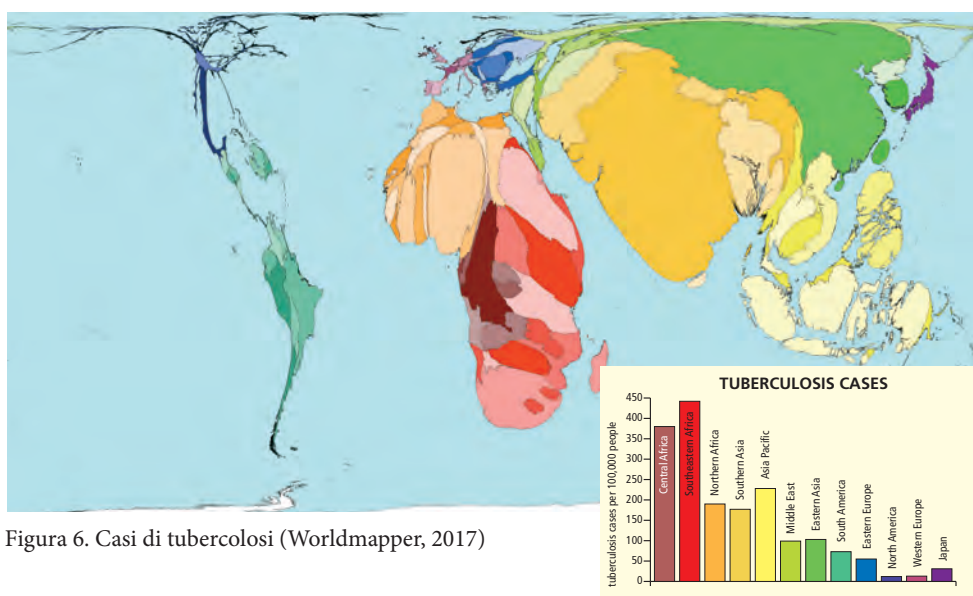 TUBERCULOSIS CASES
tuberculosis cases per 100,000 people
450
400
350
300
250
200
150
100
50
0
Central Africa
Southeastern Africa
Northern Africa
Southern Asia
Asia Pacific
Middle East
Eastern Asia
South America
Eastern Europe
North America
Western Europe
Japan
Figura 6. Casi di tubercolosi (Worldmapper, 2017)